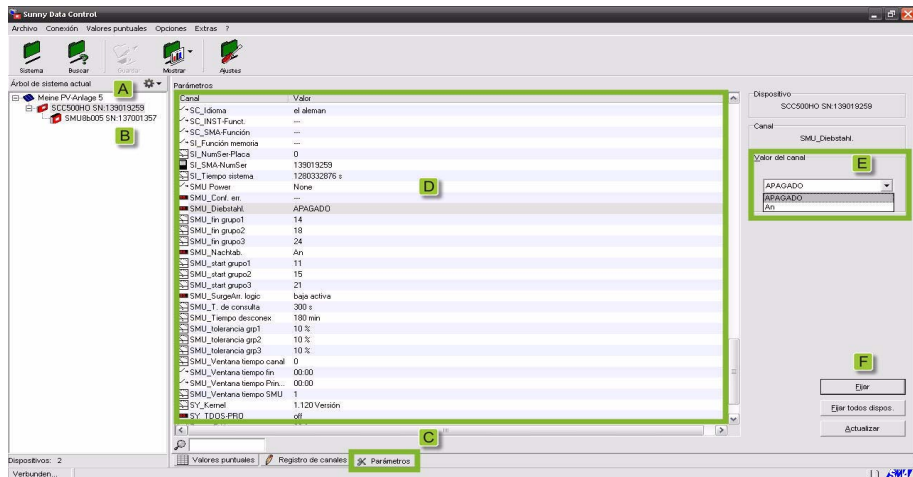 Sunny Data Control
Archivo Conexión Valores puntuales Opciones Extras ?
Sistema Buscar Guardar Mostrar Ajustes
Árbol de sistema actual
A
Meine PV-Anlage 5
SCC500HO SN:139019259
SMU8b005 SN:137001357
B
Parámetros
Canal Valor
SC_Idioma el aleman
SC_INST-Funct. ---
SC_SMA-Función ---
SI_Función memoria ---
SI_NumSer-Placa 0
SI_SMA-NumSer 139019259
SI_Tiempo sistema 1280332876 s
SMU Power None
SMU_Conf. err. ---
SMU_Diebstahl. APAGADO
SMU_fin grupo1 14
SMU_fin grupo2 18
SMU_fin grupo3 24
SMU_Nachtab. An
SMU_start grupo1 11
SMU_start grupo2 15
SMU_start grupo3 21
SMU_SurgeArr. logic baja activa
SMU_T. de consulta 300 s
SMU_Tiempo desconex 180 min
SMU_tolerancia grp1 10 %
SMU_tolerancia grp2 10 %
SMU_tolerancia grp3 10 %
SMU_Ventana tiempo canal 0
SMU_Ventana tiempo fin 00:00
SMU_Ventana tiempo Prin... 00:00
SMU_Ventana tiempo SMU 1
SY_Kernel 1.120 Versión
SY_TDOS-PRO off
D
C
Valores puntuales Registro de canales Parámetros
Dispositivo
SCC500HO SN:139019259
Canal
SMU_Diebstahl.
Valor del canal
E
APAGADO
APAGADO
An
F
Fijar
Fijar todos dispos.
Actualizar
Dispositivos: 2
Verbunden...